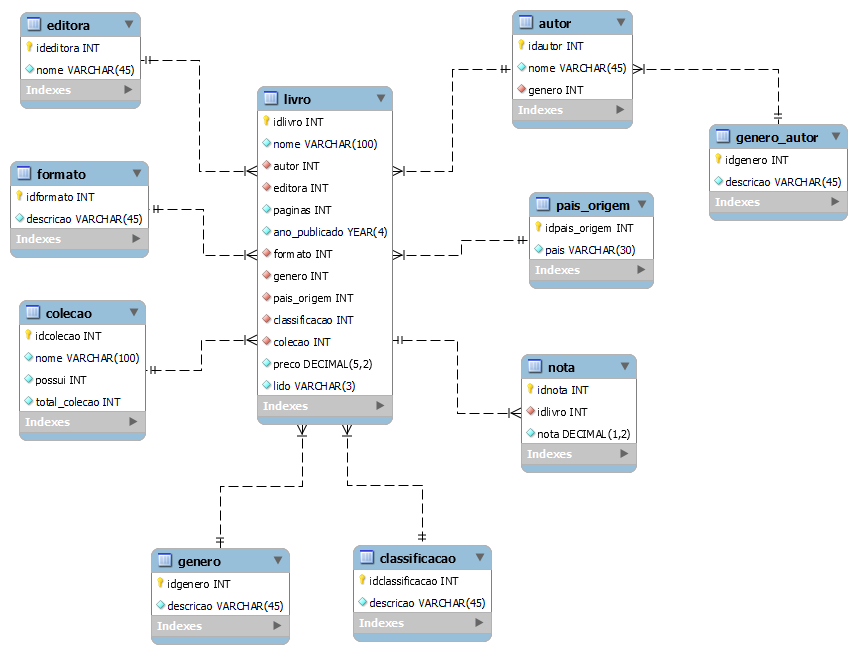 editora
ideditora INT
nome VARCHAR(45)
Indexes
formato
idformato INT
descricao VARCHAR(45)
Indexes
colecao
idcolecao INT
nome VARCHAR(100)
possui INT
total_colecao INT
Indexes
livro
idlivro INT
nome VARCHAR(100)
autor INT
editora INT
paginas INT
ano_publicado YEAR(4)
formato INT
genero INT
pais_origem INT
classificacao INT
colecao INT
preco DECIMAL(5,2)
lido VARCHAR(3)
Indexes
autor
idautor INT
nome VARCHAR(45)
genero INT
Indexes
genero_autor
idgenero INT
descricao VARCHAR(45)
Indexes
pais_origem
idpais_origem INT
pais VARCHAR(30)
Indexes
nota
idnota INT
idlivro INT
nota DECIMAL(1,2)
Indexes
genero
idgenero INT
descricao VARCHAR(45)
Indexes
classificacao
idclassificacao INT
descricao VARCHAR(45)
Indexes